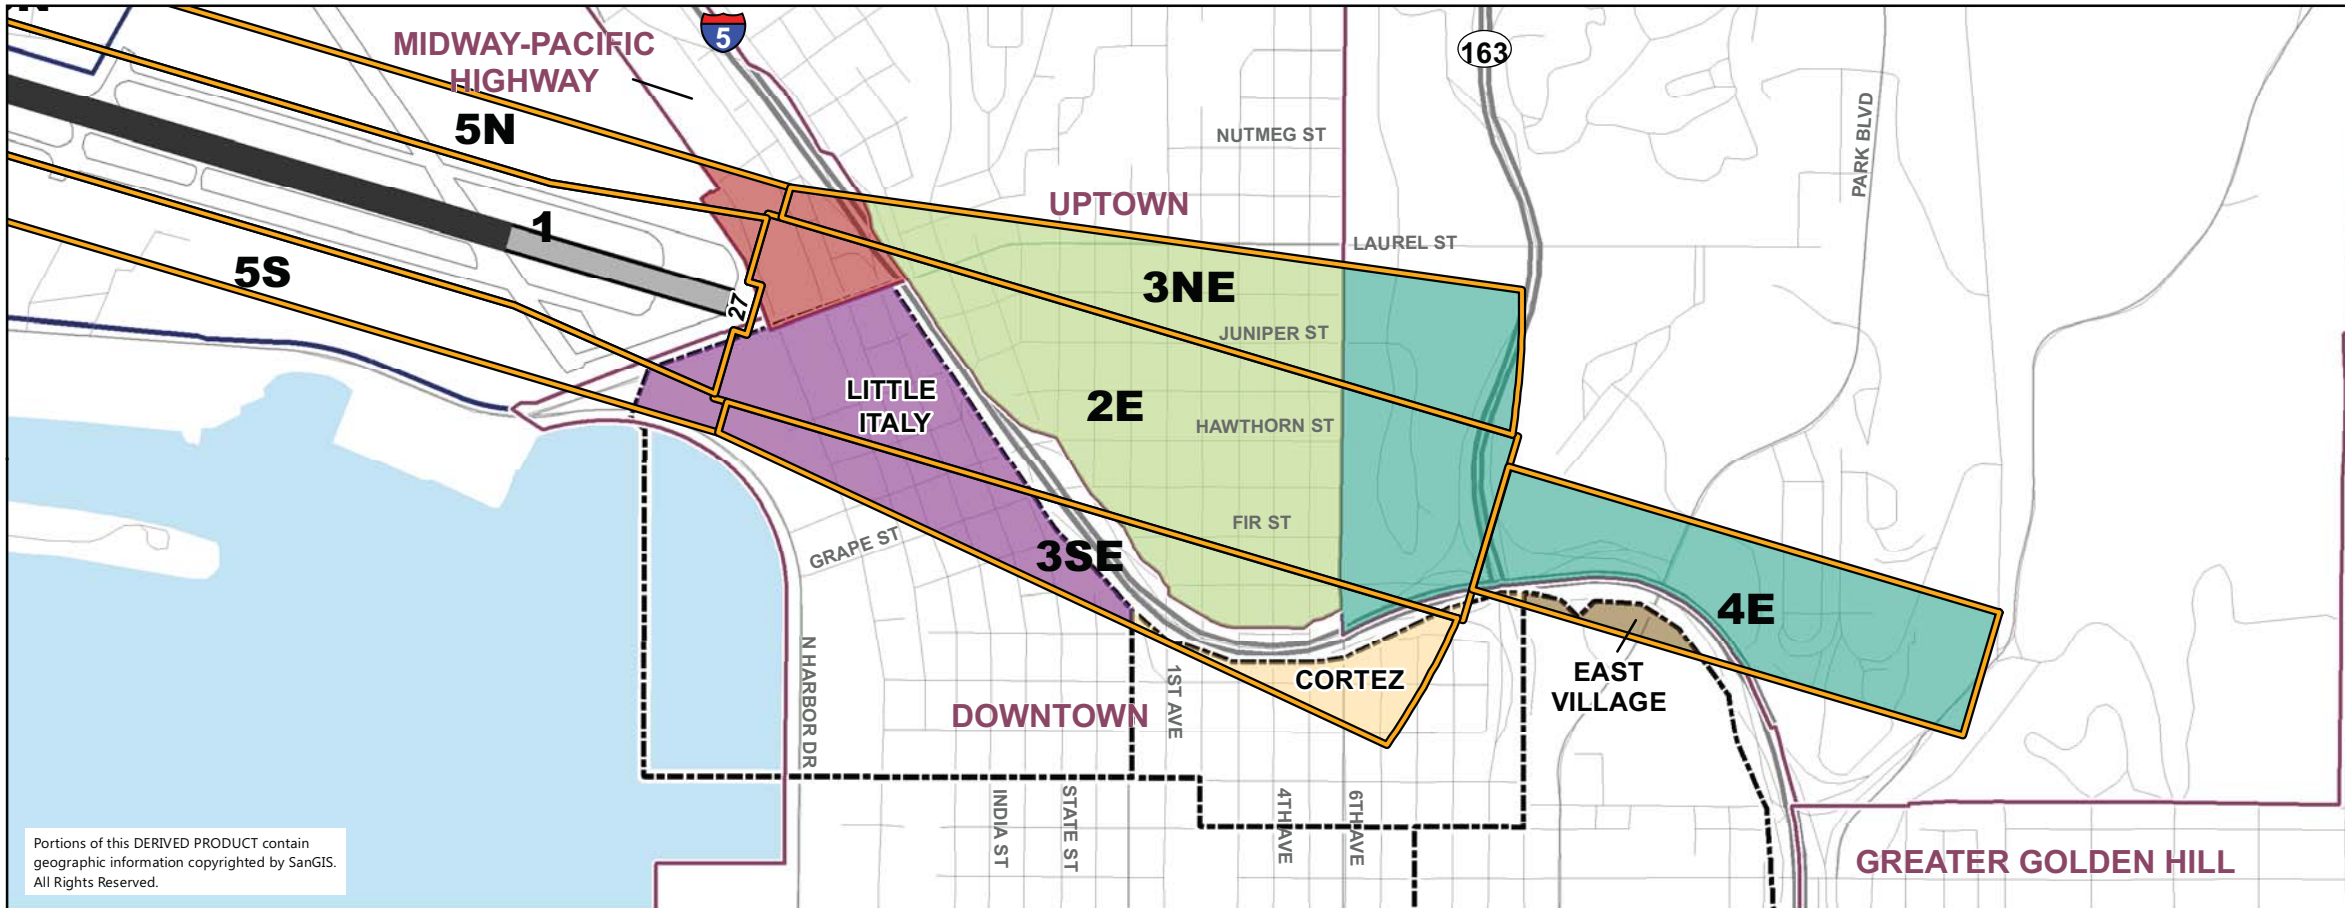 N
MIDWAY-PACIFIC
HIGHWAY
5
163
5N
NUTMEG ST
PARK BLVD
UPTOWN
1
LAUREL ST
5S
3NE
27
JUNIPER ST
LITTLE
ITALY
2E
HAWTHORN ST
FIR ST
GRAPE ST
3SE
4E
N HARBOR DR
1ST AVE
CORTEZ
EAST
VILLAGE
DOWNTOWN
INDIA ST
STATE ST
4TH AVE
6TH AVE
Portions of this DERIVED PRODUCT contain
geographic information copyrighted by SanGIS.
All Rights Reserved.
GREATER GOLDEN HILL